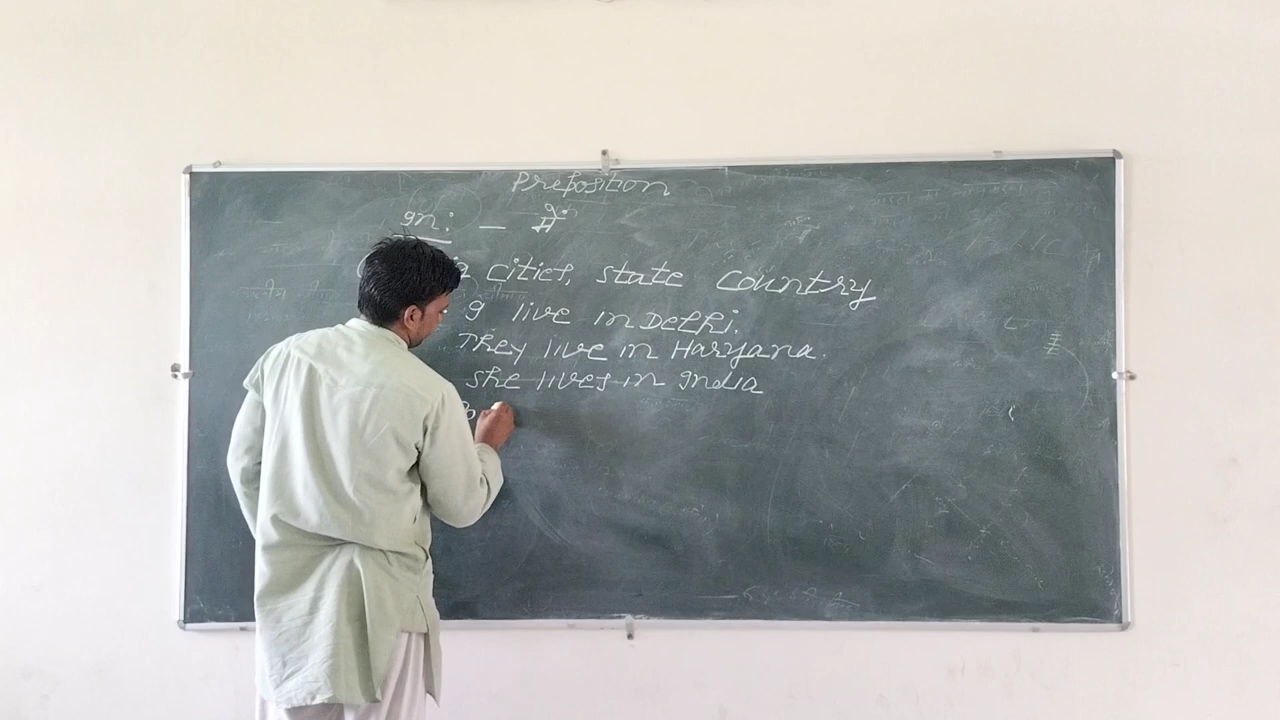 Preposition
In: - में
cities, state country
I live in Delhi.
They live in Haryana.
She lives in India